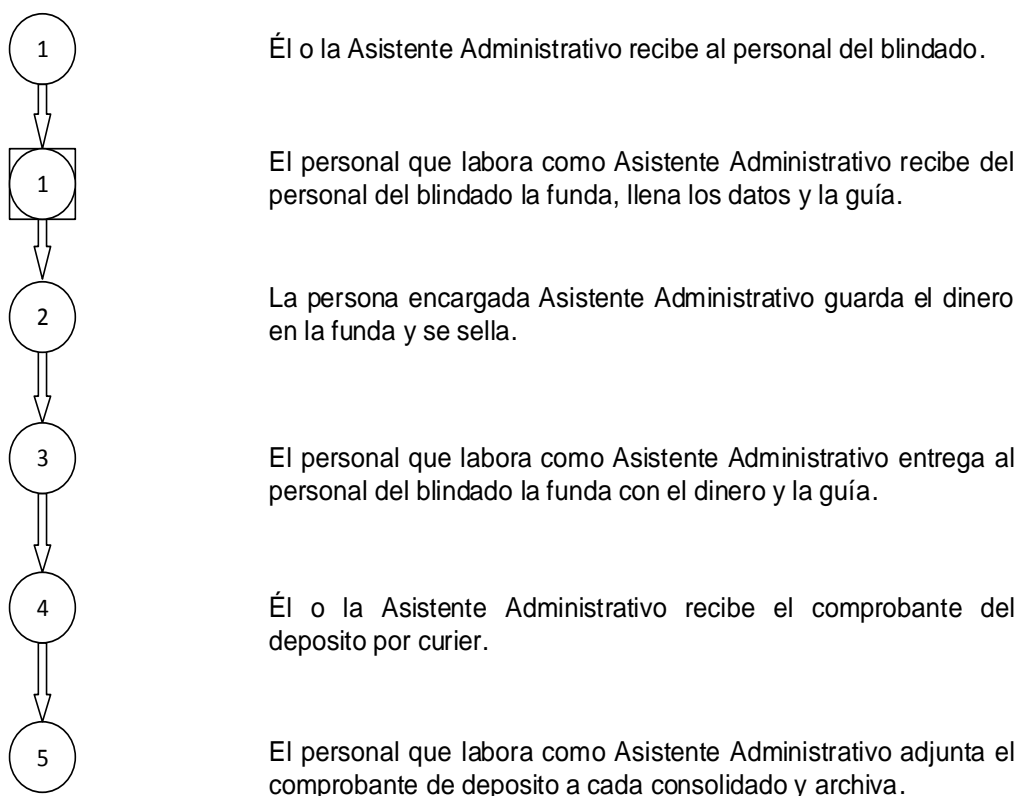 1
Él o la Asistente Administrativo recibe al personal del blindado.
1
El personal que labora como Asistente Administrativo recibe del
personal del blindado la funda, llena los datos y la guía.
2
La persona encargada Asistente Administrativo guarda el dinero
en la funda y se sella.
3
El personal que labora como Asistente Administrativo entrega al
personal del blindado la funda con el dinero y la guía.
4
Él o la Asistente Administrativo recibe el comprobante del
deposito por curier.
5
El personal que labora como Asistente Administrativo adjunta el
comprobante de deposito a cada consolidado y archiva.